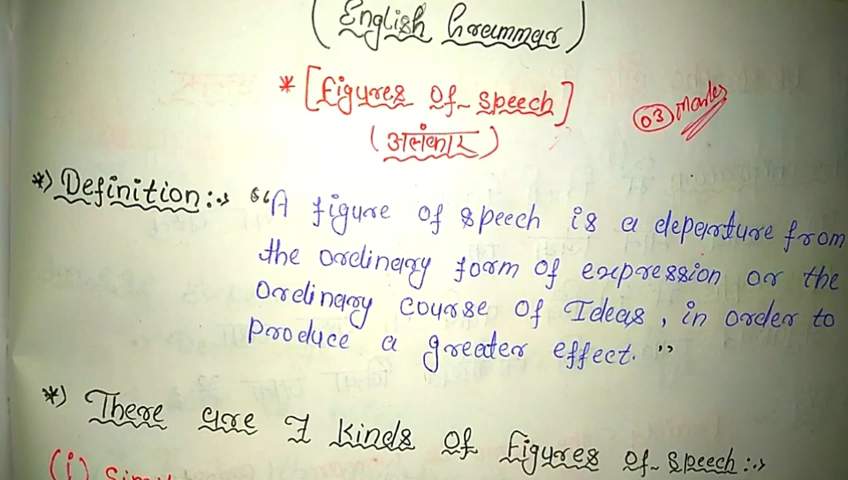 (English Grammar)
* [Figures of speech]
03 Marks
(अलंकार)
*) Definition :→ "A figure of speech is a departure from
the ordinary form of expression or the
ordinary course of Ideas, in order to
produce a greater effect."
*) There are 7 kinds of Figures of speech :→
(i)